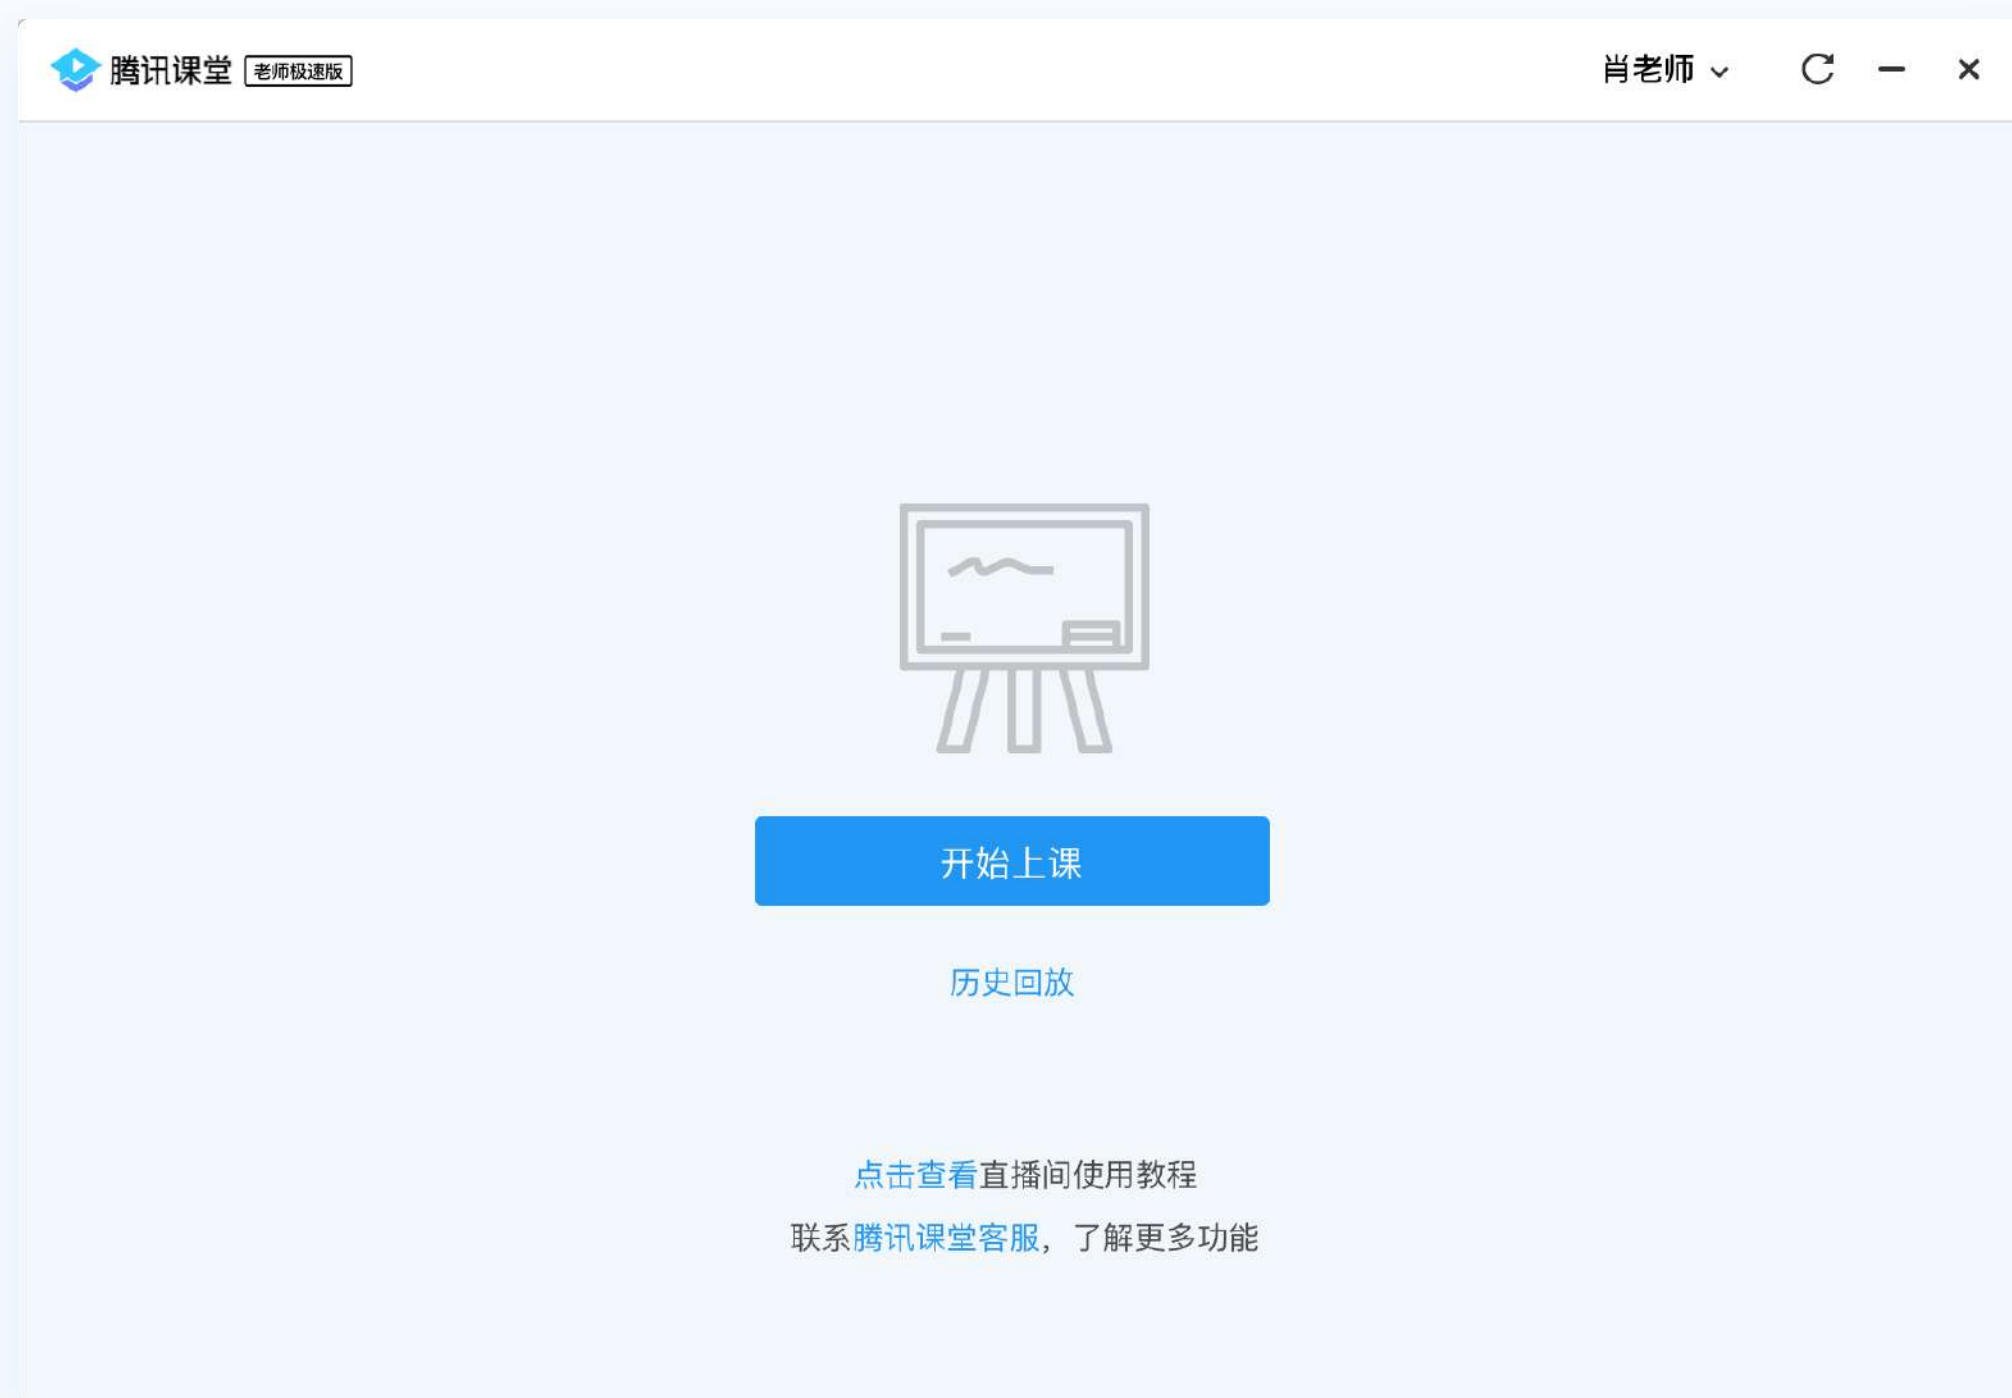 腾讯课堂 老师极速版
肖老师
开始上课
历史回放
点击查看直播间使用教程
联系腾讯课堂客服，了解更多功能